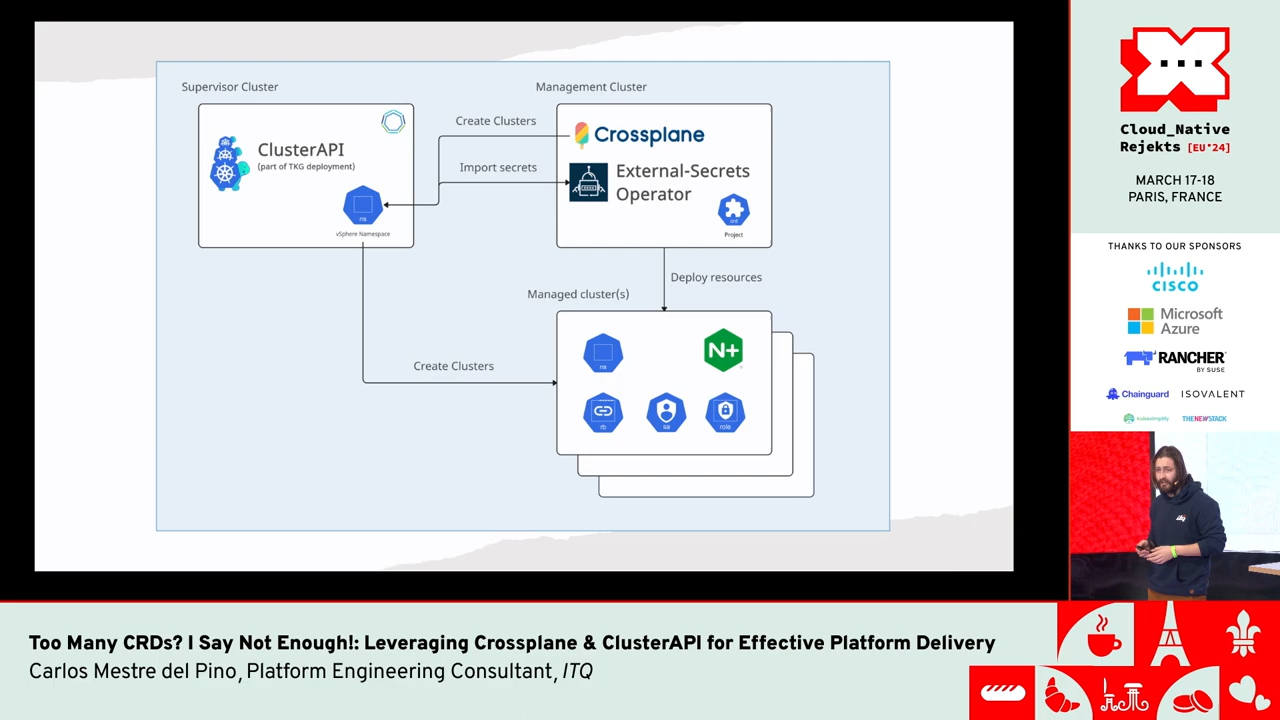 Supervisor Cluster
Management Cluster
ClusterAPI
(part of TKG deployment)
ns
vSphere Namespace
Create Clusters
Import secrets
Crossplane
External-Secrets
Operator
Project
Deploy resources
Managed cluster(s)
Create Clusters
ns
N+
rb
sa
role
Cloud_Native
Rejekts [EU*24]
MARCH 17-18
PARIS, FRANCE
THANKS TO OUR SPONSORS
CISCO
Microsoft
Azure
RANCHER
BY SUSE
Chainguard
ISOVALENT
kubesimplify
THENEWSTACK
itq
Too Many CRDs? I Say Not Enough!: Leveraging Crossplane & ClusterAPI for Effective Platform Delivery
Carlos Mestre del Pino, Platform Engineering Consultant, ITQ